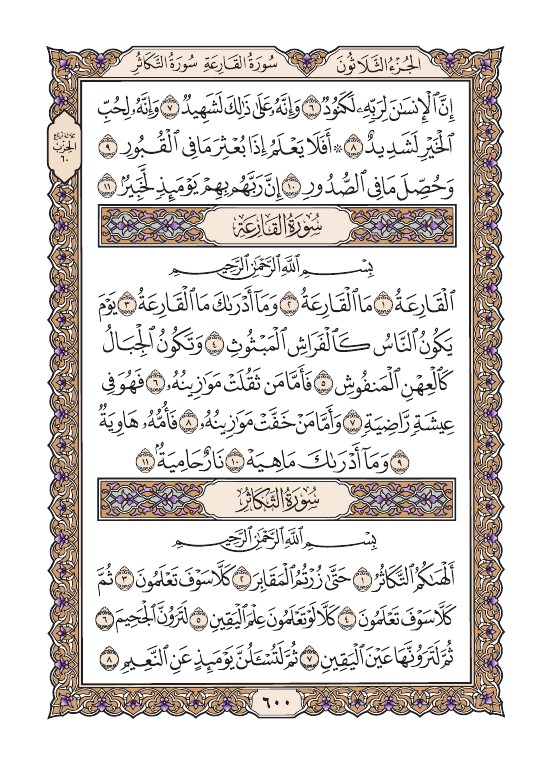 الجُزءُ الثَّلَاثُونَ سُورَةُ القَارِعَةِ سُورَةُ التَّكَاثُرِ
إِنَّ ٱلْإِنسَٰنَ لِرَبِّهِۦ لَكَنُودٌ ٦ وَإِنَّهُۥ عَلَىٰ ذَٰلِكَ لَشَهِيدٌ ٧ وَإِنَّهُۥ لِحُبِّ
ٱلْخَيْرِ لَشَدِيدٌ ٨ ۞ أَفَلَا يَعْلَمُ إِذَا بُعْثِرَ مَا فِي ٱلْقُبُورِ ٩
وَحُصِّلَ مَا فِي ٱلصُّدُورِ ١٠ إِنَّ رَبَّهُم بِهِمْ يَوْمَئِذٍ لَّخَبِيرٌۢ ١١
ثلاثة أرباع
الحزب
٦٠
سُورَةُ القَارِعَةِ
بِسْمِ ٱللَّهِ ٱلرَّحْمَٰنِ ٱلرَّحِيمِ
ٱلْقَارِعَةُ ١ مَا ٱلْقَارِعَةُ ٢ وَمَآ أَدْرَىٰكَ مَا ٱلْقَارِعَةُ ٣ يَوْمَ
يَكُونُ ٱلنَّاسُ كَٱلْفَرَاشِ ٱلْمَبْثُوثِ ٤ وَتَكُونُ ٱلْجِبَالُ
كَٱلْعِهْنِ ٱلْمَنفُوشِ ٥ فَأَمَّا مَن ثَقُلَتْ مَوَٰزِينُهُۥ ٦ فَهُوَ فِي
عِيشَةٍ رَّاضِيَةٍ ٧ وَأَمَّا مَنْ خَفَّتْ مَوَٰزِينُهُۥ ٨ فَأُمُّهُۥ هَاوِيَةٌ
٩ وَمَآ أَدْرَىٰكَ مَا هِيَهْ ١٠ نَارٌ حَامِيَةٌۢ ١١
سُورَةُ التَّكَاثُرِ
بِسْمِ ٱللَّهِ ٱلرَّحْمَٰنِ ٱلرَّحِيمِ
أَلْهَىٰكُمُ ٱلتَّكَاثُرُ ١ حَتَّىٰ زُرْتُمُ ٱلْمَقَابِرَ ٢ كَلَّا سَوْفَ تَعْلَمُونَ ٣ ثُمَّ
كَلَّا سَوْفَ تَعْلَمُونَ ٤ كَلَّا لَوْ تَعْلَمُونَ عِلْمَ ٱلْيَقِينِ ٥ لَتَرَوُنَّ ٱلْجَحِيمَ ٦
ثُمَّ لَتَرَوُنَّهَا عَيْنَ ٱلْيَقِينِ ٧ ثُمَّ لَتُسْـَٔلُنَّ يَوْمَئِذٍ عَنِ ٱلنَّعِيمِ ٨
٦٠٠